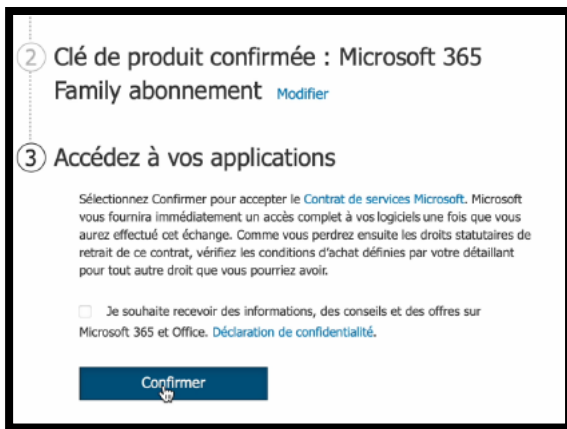 2 Clé de produit confirmée : Microsoft 365
Family abonnement Modifier
3 Accédez à vos applications
Sélectionnez Confirmer pour accepter le Contrat de services Microsoft. Microsoft
vous fournira immédiatement un accès complet à vos logiciels une fois que vous
aurez effectué cet échange. Comme vous perdrez ensuite les droits statutaires de
retrait de ce contrat, vérifiez les conditions d'achat définies par votre détaillant
pour tout autre droit que vous pourriez avoir.
Je souhaite recevoir des informations, des conseils et des offres sur
Microsoft 365 et Office. Déclaration de confidentialité.
Confirmer